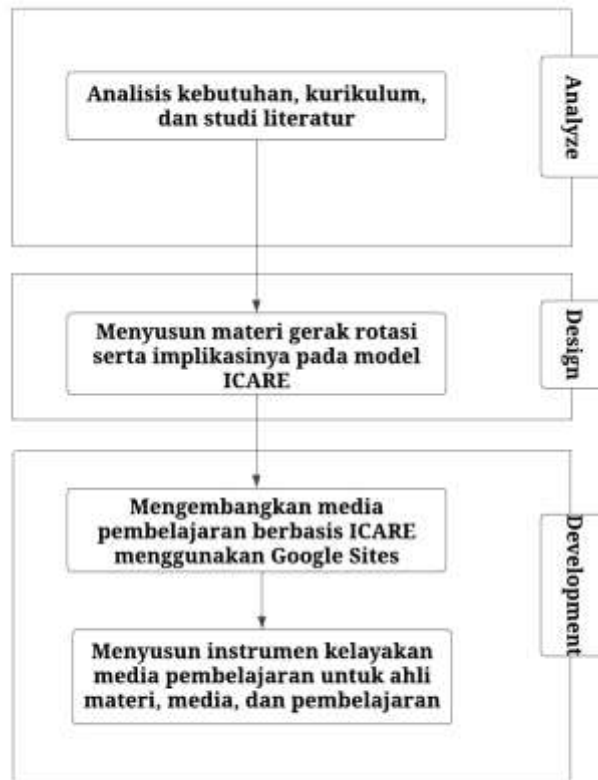 Analisis kebutuhan, kurikulum,
dan studi literatur
Analyze
Menyusun materi gerak rotasi
serta implikasinya pada model
ICARE
Design
Mengembangkan media
pembelajaran berbasis ICARE
menggunakan Google Sites
Menyusun instrumen kelayakan
media pembelajaran untuk ahli
materi, media, dan pembelajaran
Development